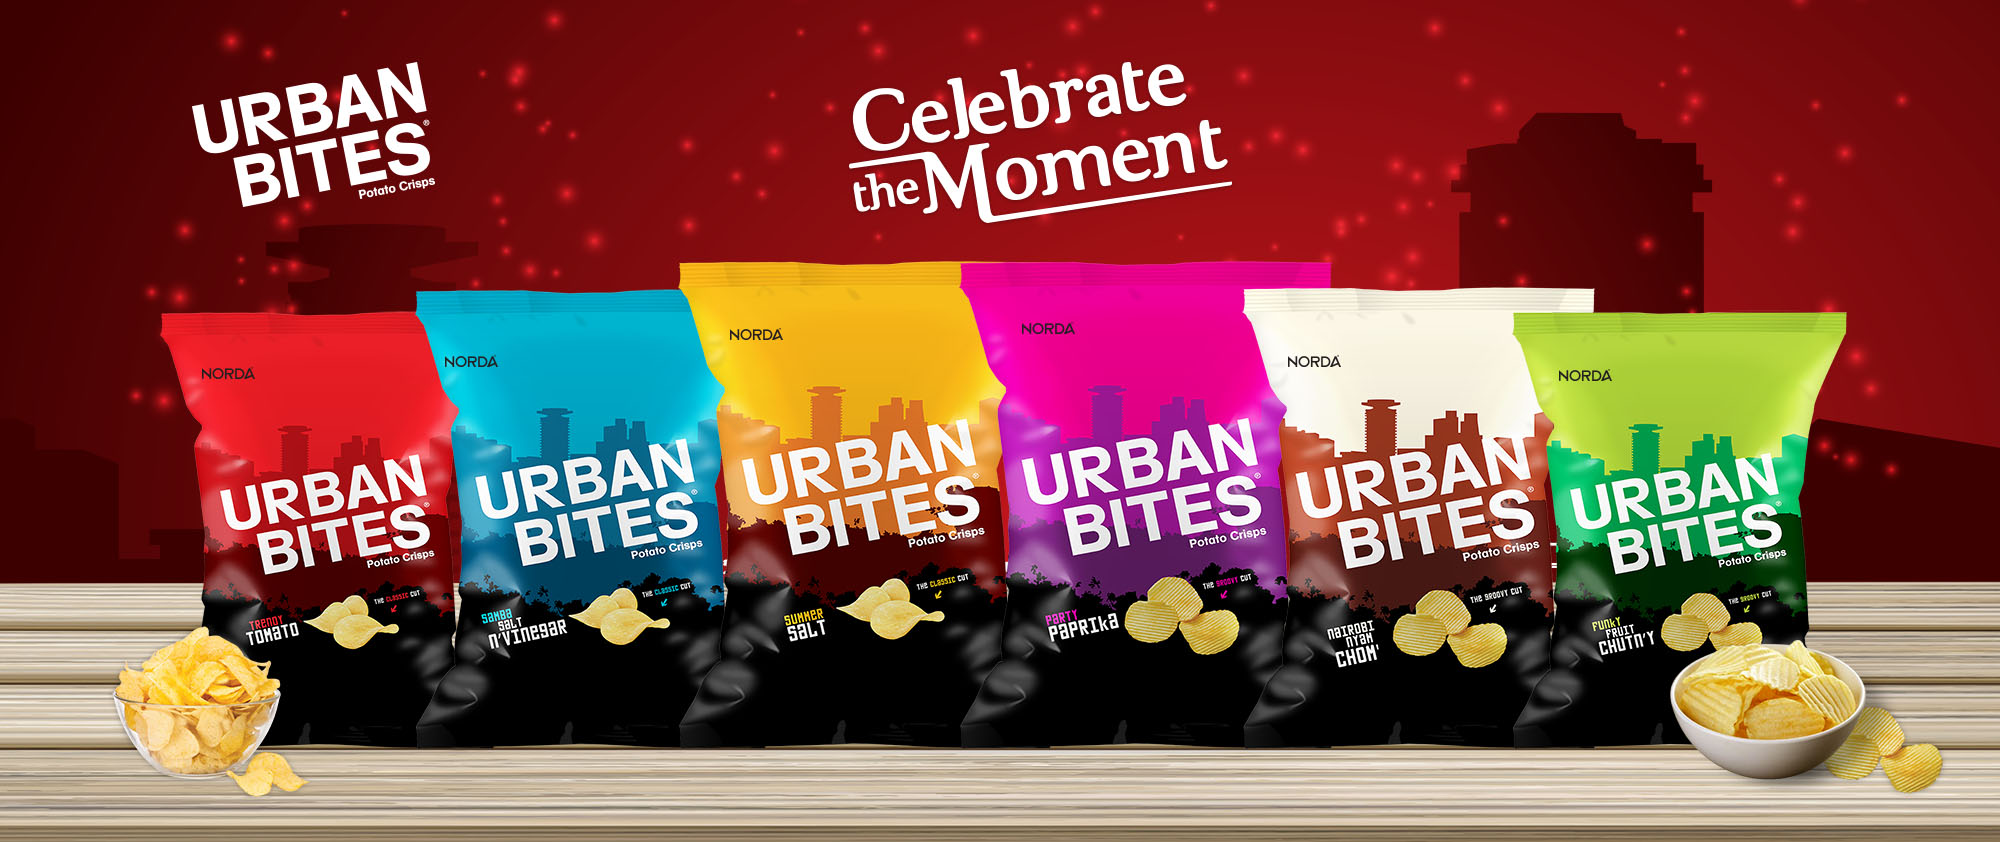 URBAN
BITES®
Potato Crisps
Celebrate
the Moment
NORDA
URBAN
BITES®
Potato Crisps
THE CLASSIC CUT
TRENDY
TOMATO
NORDA
URBAN
BITES®
Potato Crisps
THE CLASSIC CUT
SAMBA
SALT
N'VINEGAR
NORDA
URBAN
BITES®
Potato Crisps
THE CLASSIC CUT
SUMMER
SALT
NORDA
URBAN
BITES®
Potato Crisps
THE GROOVY CUT
PARTY
PAPRIKA
NORDA
URBAN
BITES®
Potato Crisps
THE GROOVY CUT
NAIROBI
NYAM
CHOM'
NORDA
URBAN
BITES®
Potato Crisps
THE GROOVY CUT
FUNKY
FRUIT
CHUTN'Y